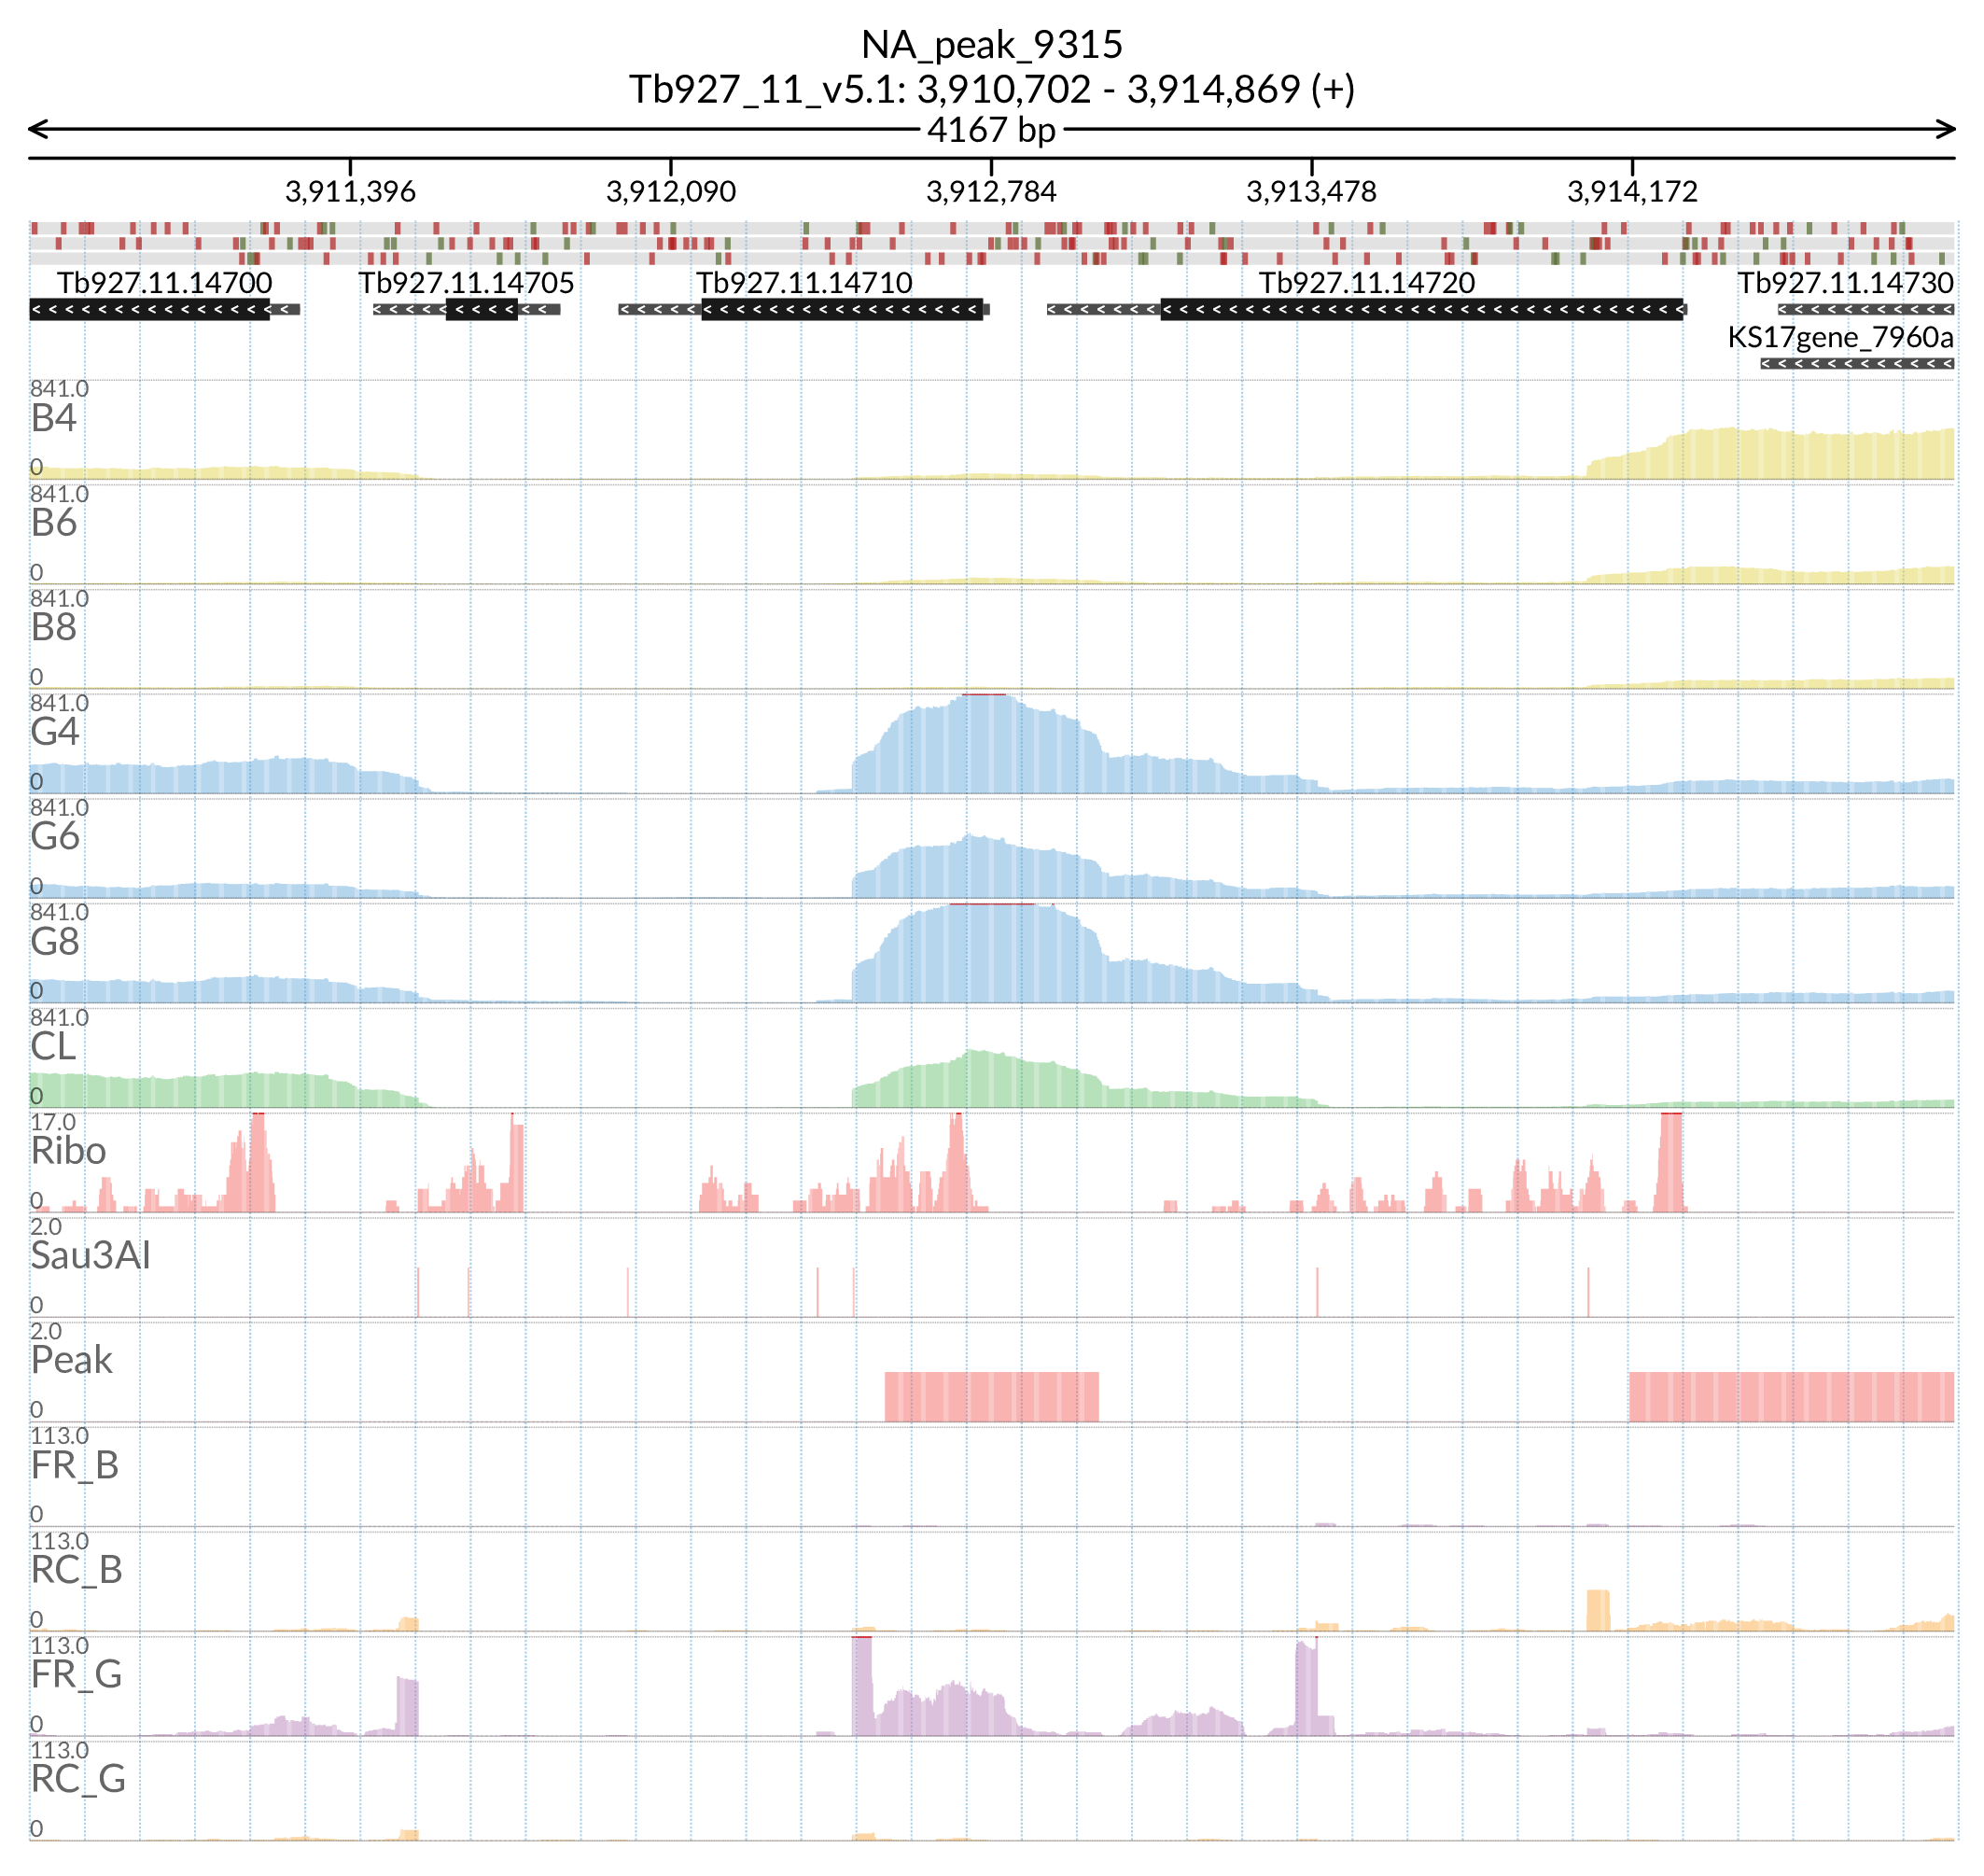 NA_peak_9315
Tb927_11_v5.1: 3,910,702 - 3,914,869 (+)
4167 bp
3,911,396 3,912,090 3,912,784 3,913,478 3,914,172
Tb927.11.14700 Tb927.11.14705 Tb927.11.14710 Tb927.11.14720 Tb927.11.14730
KS17gene_7960a
841.0
B4
0
841.0
B6
0
841.0
B8
0
841.0
G4
0
841.0
G6
0
841.0
G8
0
841.0
CL
0
17.0
Ribo
0
2.0
Sau3AI
0
2.0
Peak
0
113.0
FR_B
0
113.0
RC_B
0
113.0
FR_G
0
113.0
RC_G
0